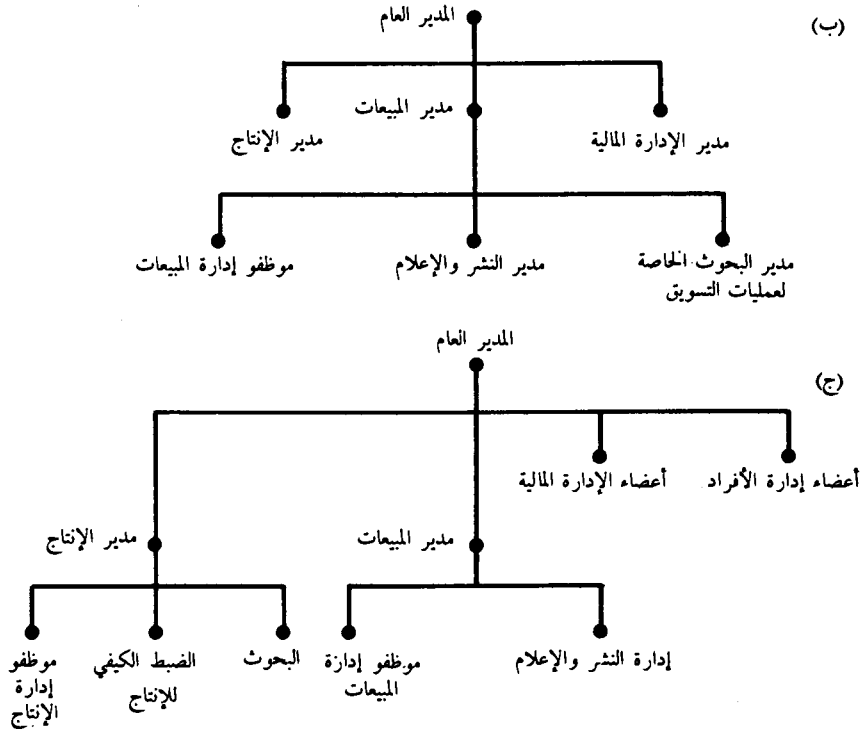 (ب)
المدير العام
مدير الإدارة المالية
مدير المبيعات
مدير الإنتاج
مدير البحوث الخاصة
لعمليات التسويق
مدير النشر والإعلام
موظفو إدارة المبيعات
(ج)
المدير العام
أعضاء إدارة الأفراد
أعضاء الإدارة المالية
مدير المبيعات
مدير الإنتاج
إدارة النشر والإعلام
موظفو إدارة
المبيعات
البحوث
الضبط الكيفي
للإنتاج
موظفو
إدارة
الإنتاج